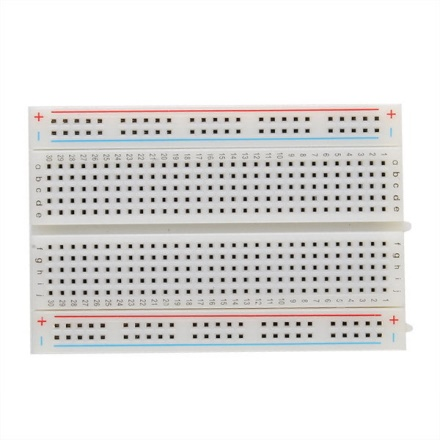 + +
− −
30 29 28 27 26 25 24 23 22 21 20 19 18 17 16 15 14 13 12 11 10 9 8 7 6 5 4 3 2 1
a a
b b
c c
d d
e e
f f
g g
h h
i i
j j
30 29 28 27 26 25 24 23 22 21 20 19 18 17 16 15 14 13 12 11 10 9 8 7 6 5 4 3 2 1
+ +
− −